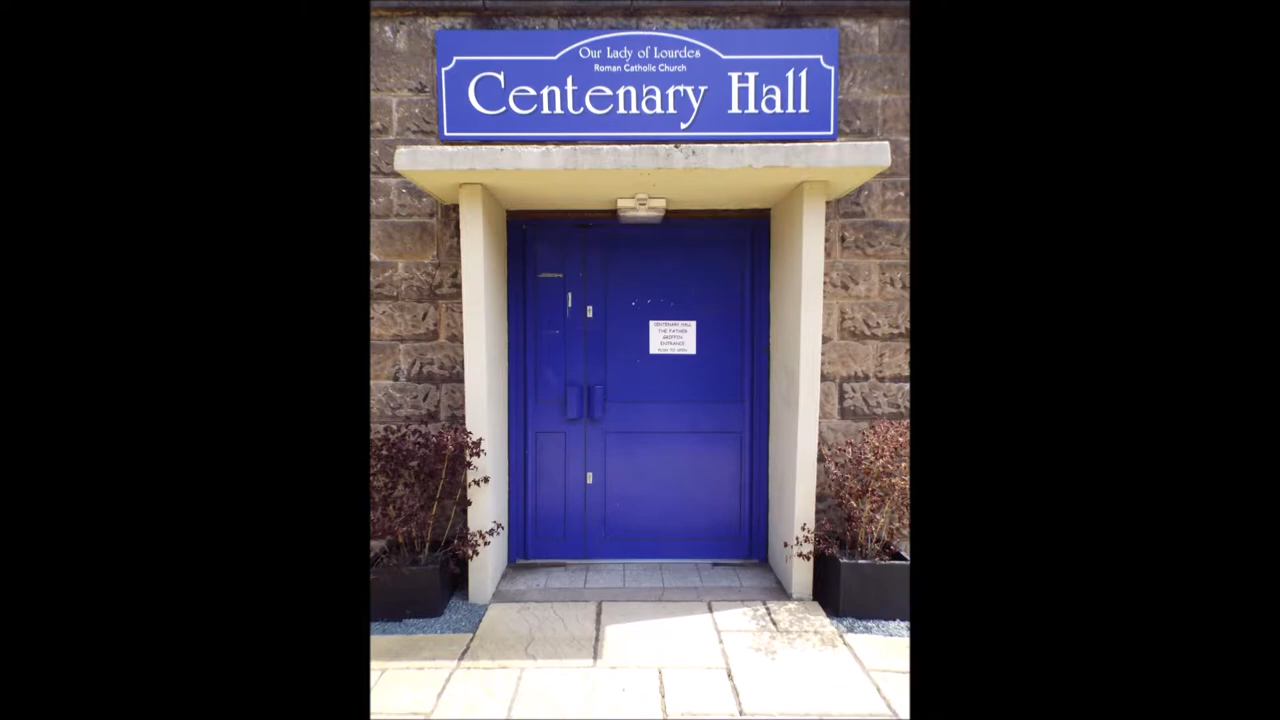 Our Lady of Lourdes
Roman Catholic Church
Centenary Hall
CENTENARY HALL
THE FATHER
GRIFFIN
ENTRANCE
PUSH TO OPEN